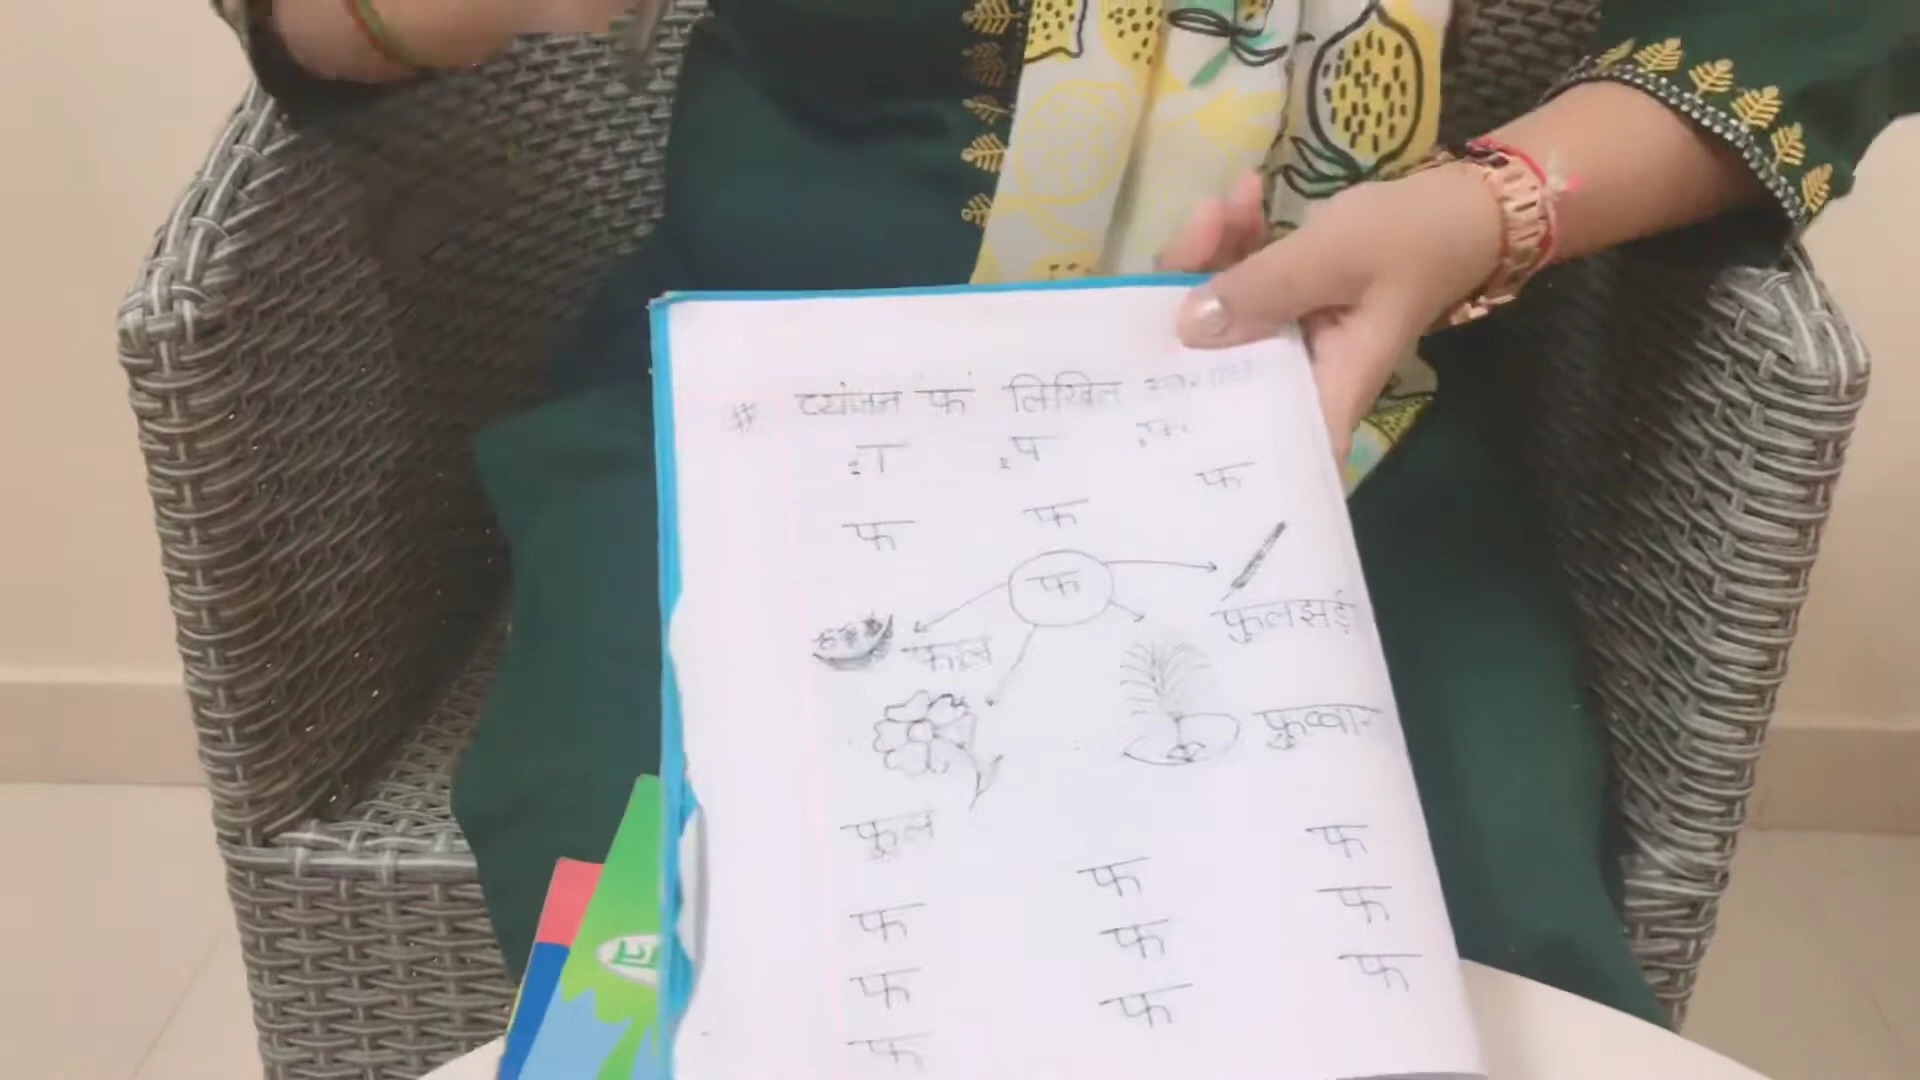 # व्यंजन फ लिखित
:ा :प :फ
फ फ फ
फ
फल फुलझड़ी
फुव्वार
फुल
फ फ फ
फ फ फ
फ फ फ
फ